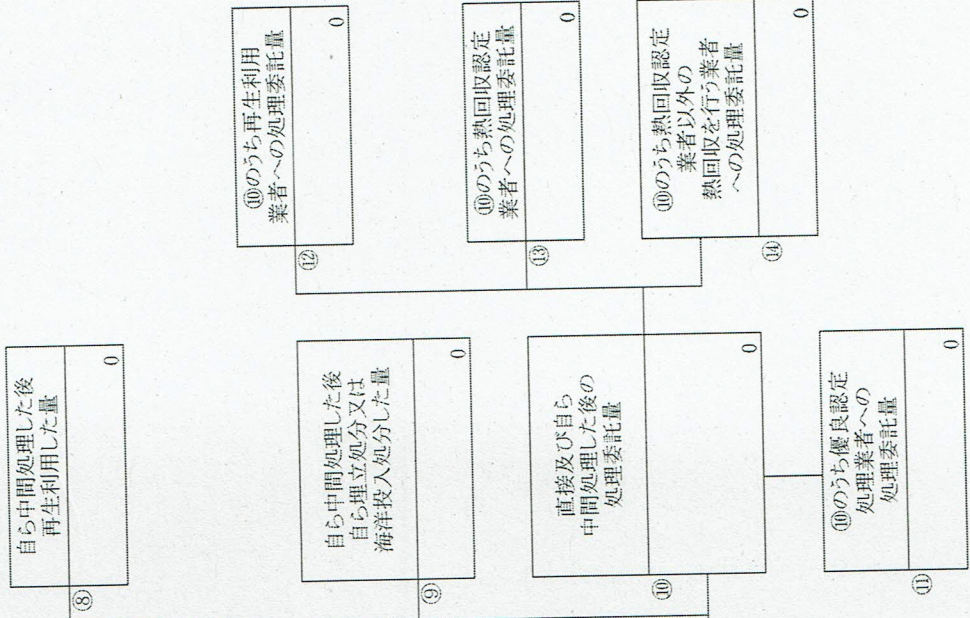 ⑧
自ら中間処理した後
再生利用した量
0
⑨
自ら中間処理した後
自ら埋立処分又は
海洋投入処分した量
0
⑩
直接及び自ら
中間処理した後の
処理委託量
0
⑪
⑩のうち優良認定
処理業者への
処理委託量
0
⑫
⑩のうち再生利用
業者への処理委託量
0
⑬
⑩のうち熱回収認定
業者への処理委託量
0
⑭
⑩のうち熱回収認定
業者以外の
熱回収を行う業者
への処理委託量
0